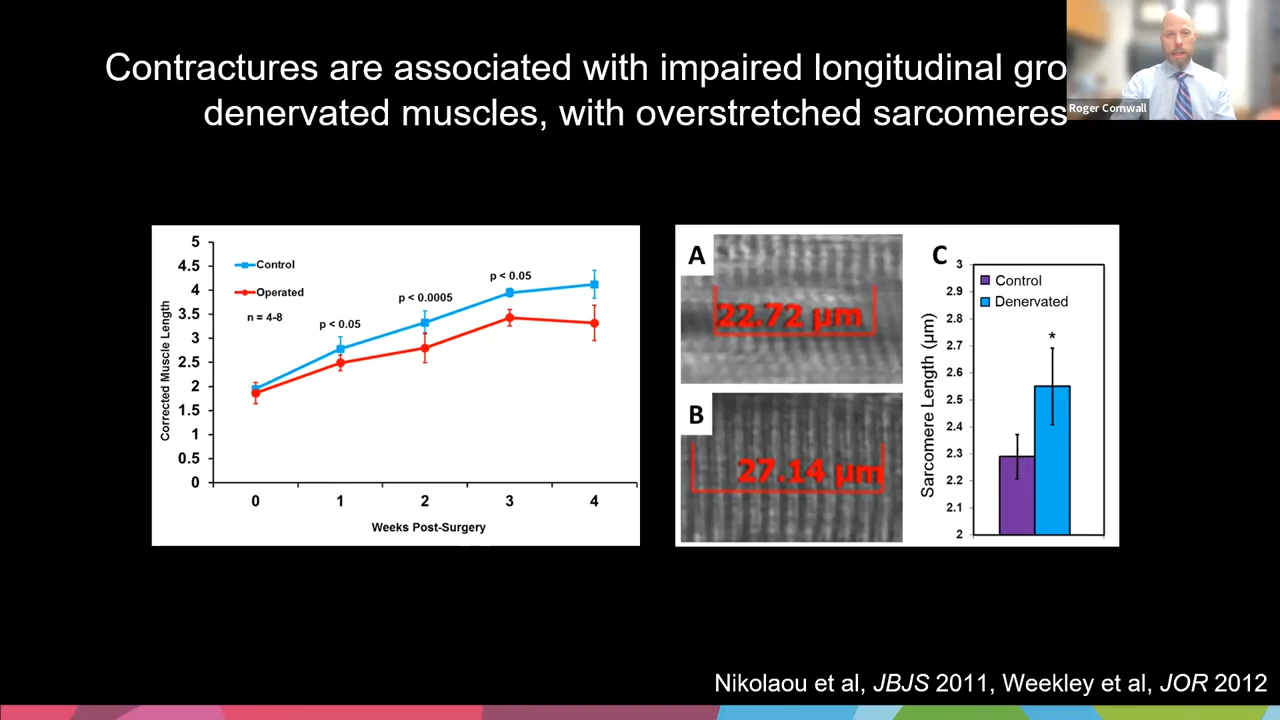 Contractures are associated with impaired longitudinal gro
denervated muscles, with overstretched sarcomeres
Roger Cornwall
5
4.5
4
3.5
3
2.5
2
1.5
1
0.5
0
Corrected Muscle Length
Control
Operated
n = 4-8
p < 0.05
p < 0.0005
p < 0.05
0 1 2 3 4
Weeks Post-Surgery
A
22.72 µm
B
27.14 µm
C
3
2.9
2.8
2.7
2.6
2.5
2.4
2.3
2.2
2.1
2
Sarcomere Length (µm)
Control
Denervated
*
Nikolaou et al, JBJS 2011, Weekley et al, JOR 2012